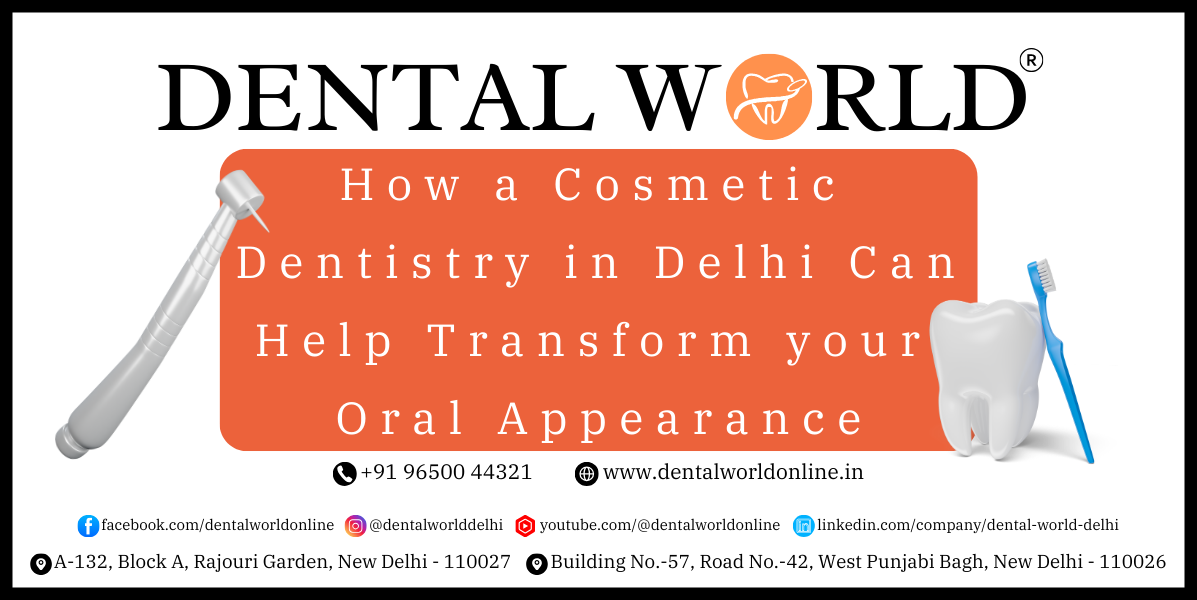 DENTAL WORLD®
How a Cosmetic
Dentistry in Delhi Can
Help Transform your
Oral Appearance
+91 96500 44321 www.dentalworldonline.in
facebook.com/dentalworldonline @dentalworlddelhi youtube.com/@dentalworldonline linkedin.com/company/dental-world-delhi
A-132, Block A, Rajouri Garden, New Delhi - 110027 Building No.-57, Road No.-42, West Punjabi Bagh, New Delhi - 110026